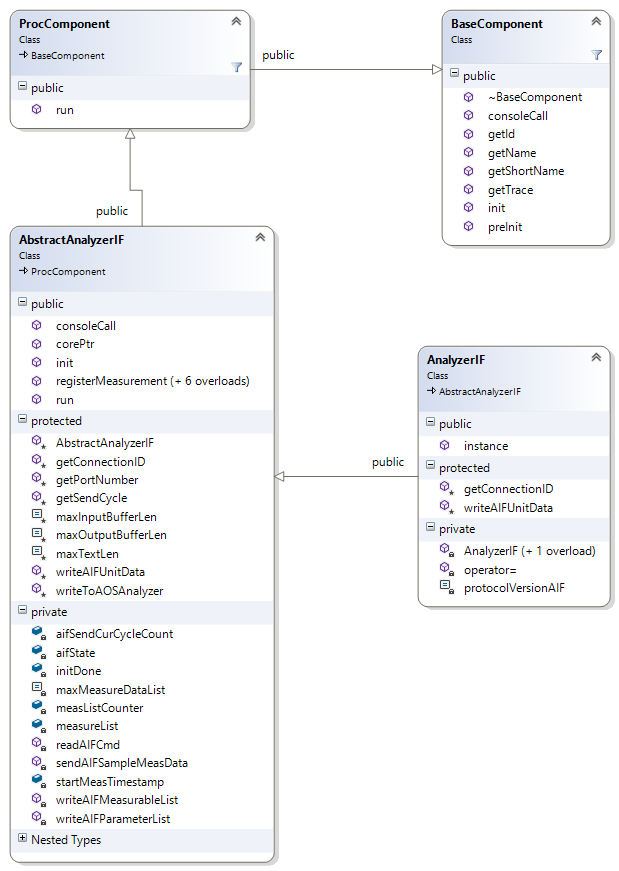 ProcComponent
Class
BaseComponent
public
run
public
BaseComponent
Class
public
~BaseComponent
consoleCall
getId
getName
getShortName
getTrace
init
preInit
public
AbstractAnalyzerIF
Class
ProcComponent
public
consoleCall
corePtr
init
registerMeasurement (+ 6 overloads)
run
protected
AbstractAnalyzerIF
getConnectionID
getPortNumber
getSendCycle
maxInputBufferLen
maxOutputBufferLen
maxTextLen
writeAIFUnitData
writeToAOSAnalyzer
private
aifSendCurCycleCount
aifState
initDone
maxMeasureDataList
measListCounter
measureList
readAIFCmd
sendAIFSampleMeasData
startMeasTimestamp
writeAIFMeasurableList
writeAIFParameterList
Nested Types
public
AnalyzerIF
Class
AbstractAnalyzerIF
public
instance
protected
getConnectionID
writeAIFUnitData
private
AnalyzerIF (+ 1 overload)
operator=
protocolVersionAIF